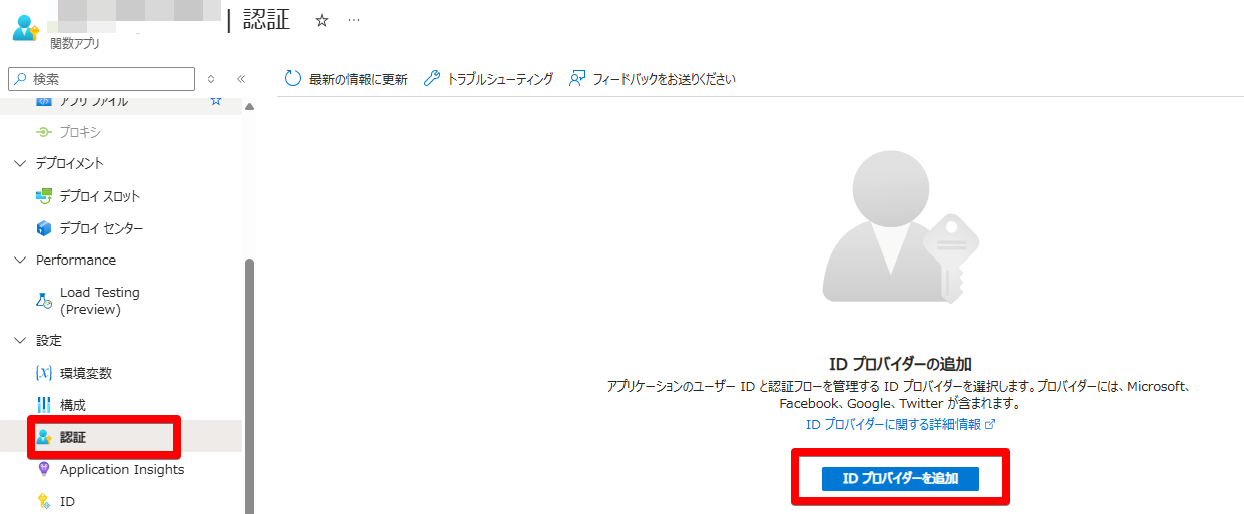 | 認証
関数アプリ
検索
最新の情報に更新
トラブルシューティング
フィードバックをお送りください
アプリ ファイル
プロキシ
デプロイメント
デプロイ スロット
デプロイ センター
Performance
Load Testing
(Preview)
設定
環境変数
構成
認証
Application Insights
ID
ID プロバイダーの追加
アプリケーションのユーザー ID と認証フローを管理する ID プロバイダーを選択します。プロバイダーには、Microsoft、
Facebook、Google、Twitter が含まれます。
ID プロバイダーに関する詳細情報
ID プロバイダーを追加